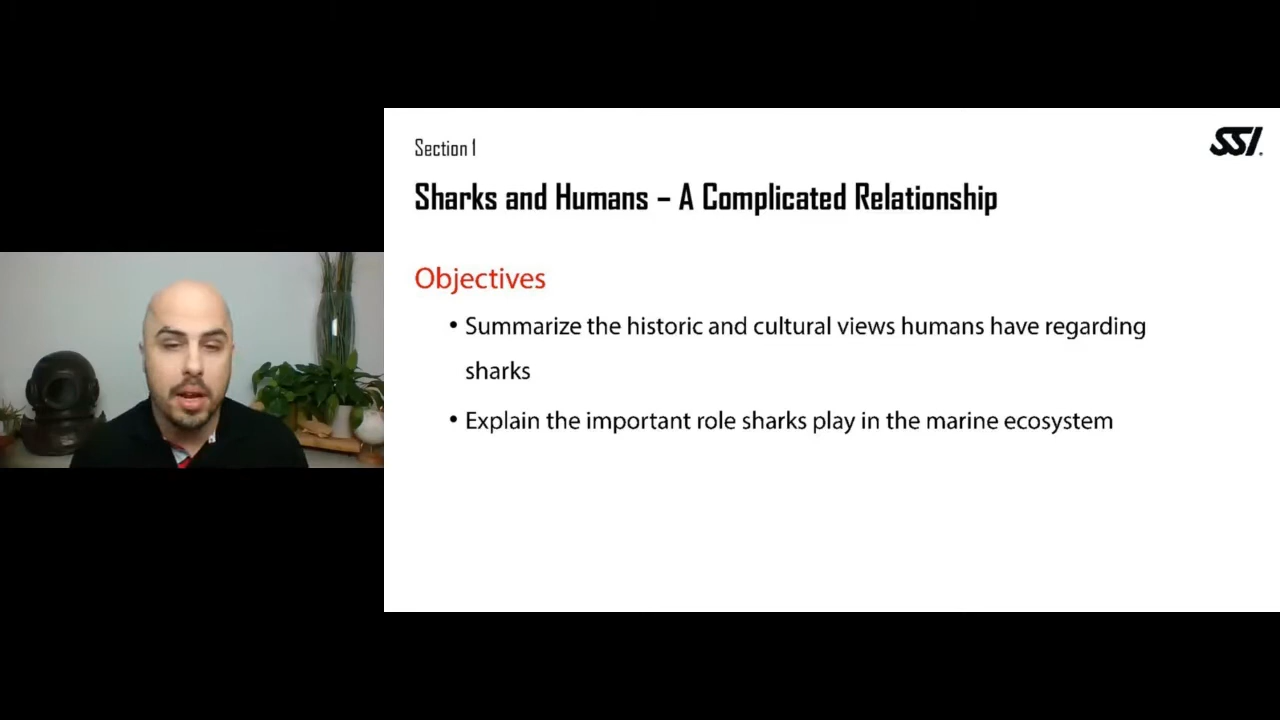 Section 1
SSI
Sharks and Humans – A Complicated Relationship
Objectives
• Summarize the historic and cultural views humans have regarding
sharks
• Explain the important role sharks play in the marine ecosystem